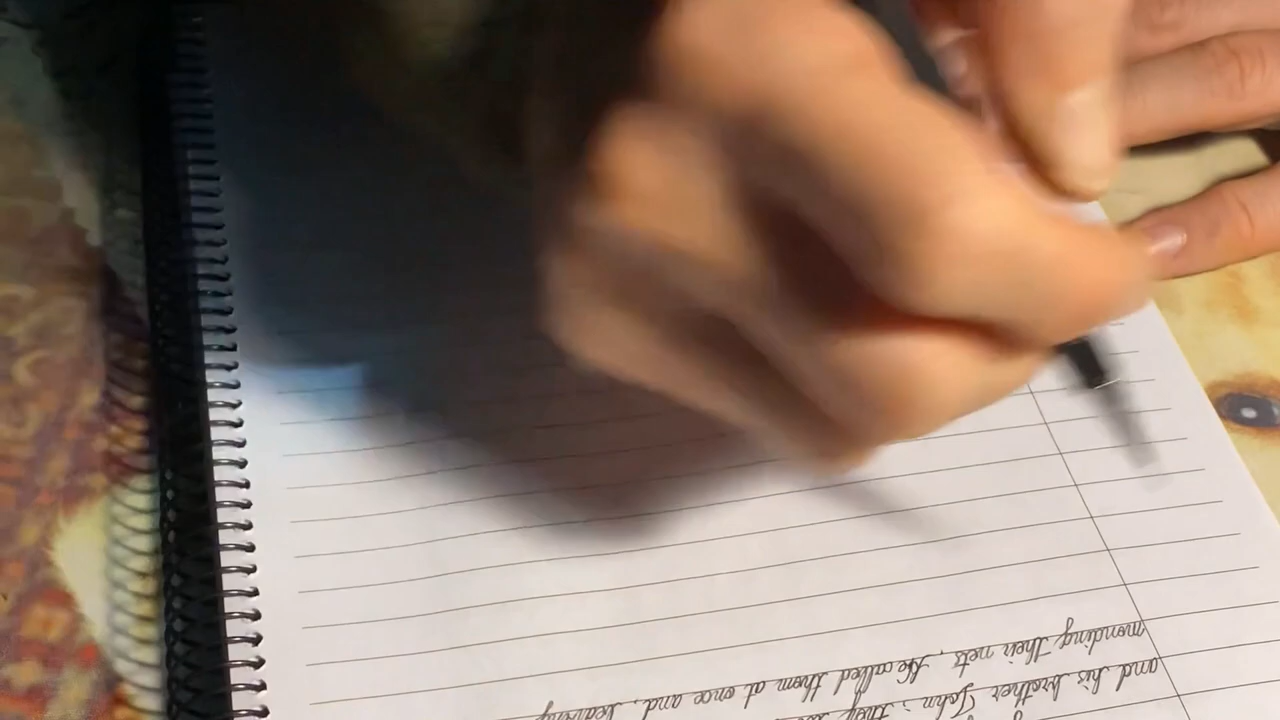 and his brother John; they
mending their nets. He called them at once and, leaving